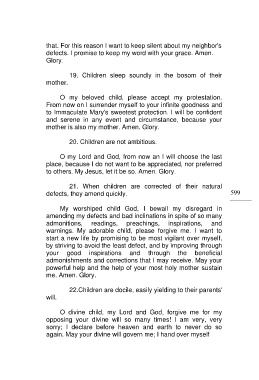 that. For this reason I want to keep silent about my neighbor's
defects. I promise to keep my word with your grace. Amen.
Glory.
19. Children sleep soundly in the bosom of their
mother.
O my beloved child, please accept my protestation.
From now on I surrender myself to your infinite goodness and
to Immaculate Mary's sweetest protection. I will be confident
and serene in any event and circumstance, because your
mother is also my mother. Amen. Glory.
20. Children are not ambitious.
O my Lord and God, from now an I will choose the last
place, because I do not want to be appreciated, nor preferred
to others. My Jesus, let it be so. Amen. Glory.
21. When children are corrected of their natural
defects, they amend quickly.
599
My worshiped child God, I bewail my disregard in
amending my defects and bad inclinations in spite of so many
admonitions, readings, preachings, inspirations, and
warnings. My adorable child, please forgive me. I want to
start a new life by promising to be most vigilant over myself,
by striving to avoid the least defect, and by improving through
your good inspirations and through the beneficial
admonishments and corrections that I may receive. May your
powerful help and the help of your most holy mother sustain
me. Amen. Glory.
22.Children are docile, easily yielding to their parents'
will.
O divine child, my Lord and God, forgive me for my
opposing your divine will so many times! I am very, very
sorry; I declare before heaven and earth to never do so
again. May your divine will govern me; I hand over myself